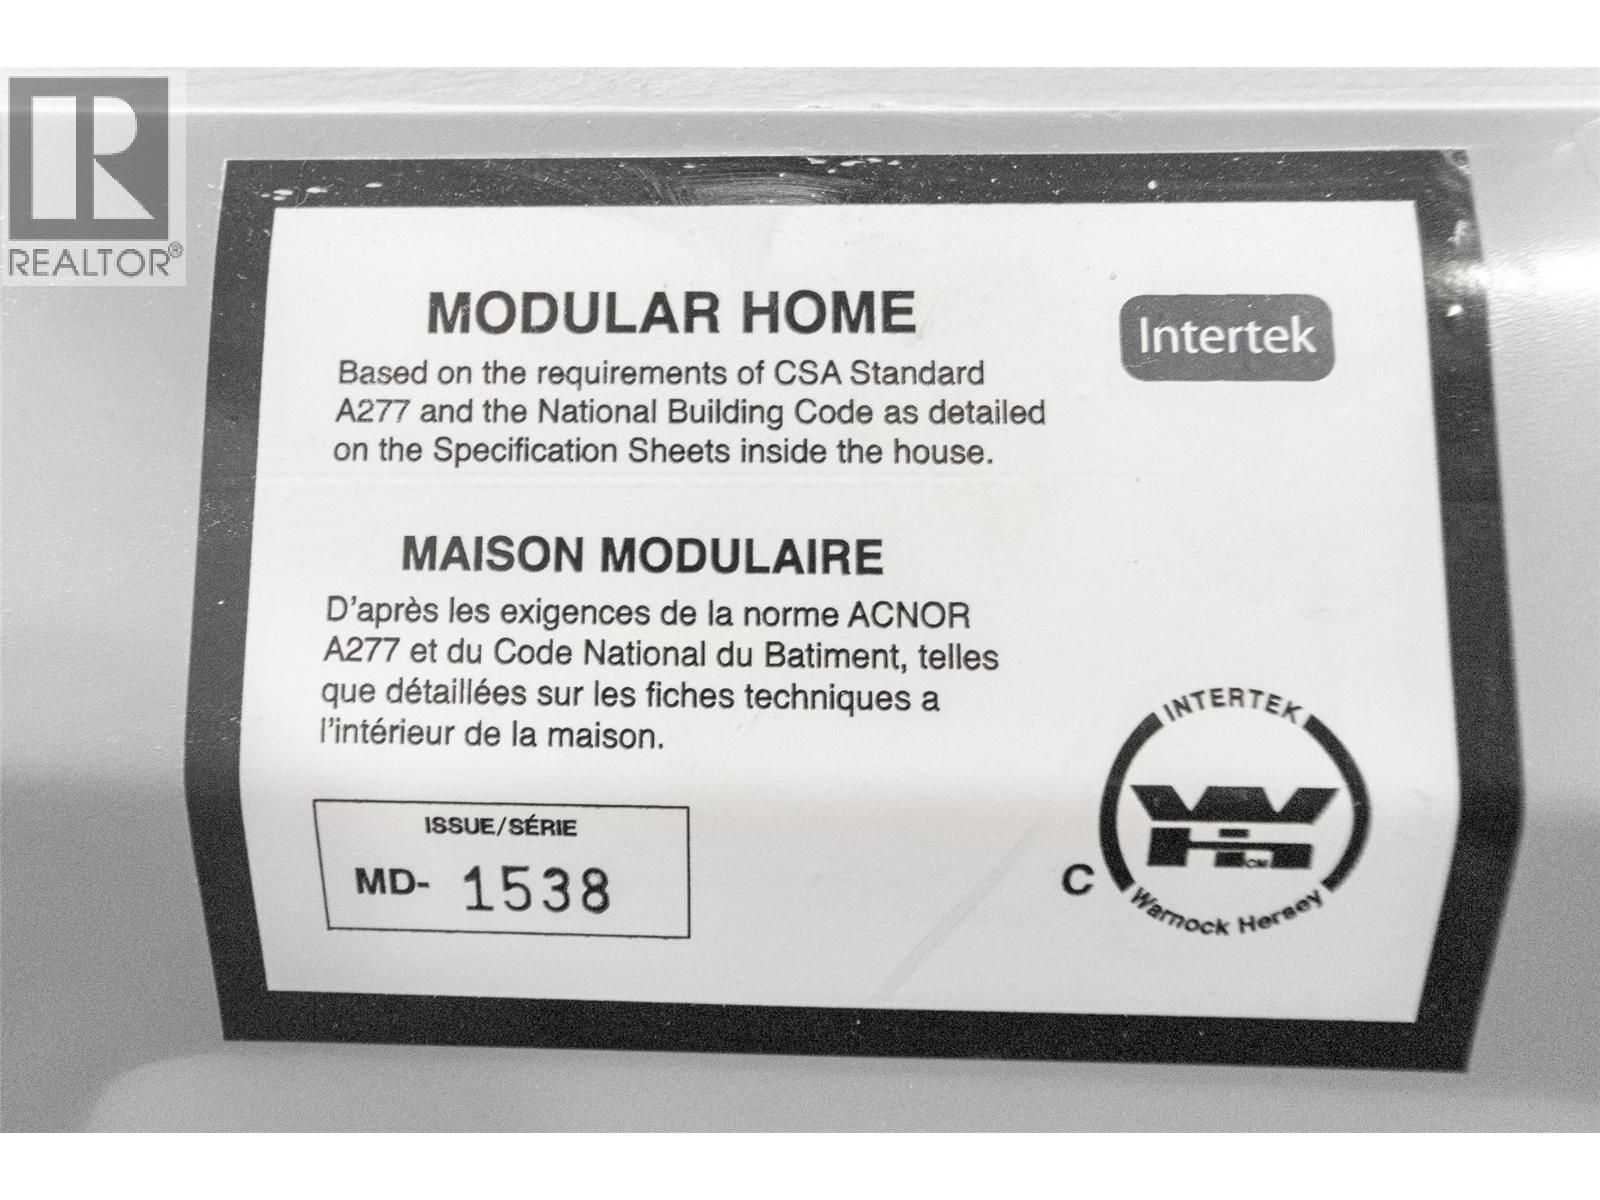 REALTOR®
MODULAR HOME
Intertek
Based on the requirements of CSA Standard
A277 and the National Building Code as detailed
on the Specification Sheets inside the house.
MAISON MODULAIRE
D'après les exigences de la norme ACNOR
A277 et du Code National du Batiment, telles
que détaillées sur les fiches techniques a
l'intérieur de la maison.
ISSUE/SÉRIE
MD- 1538
INTERTEK
WH
CM
C
Warnock Hersey